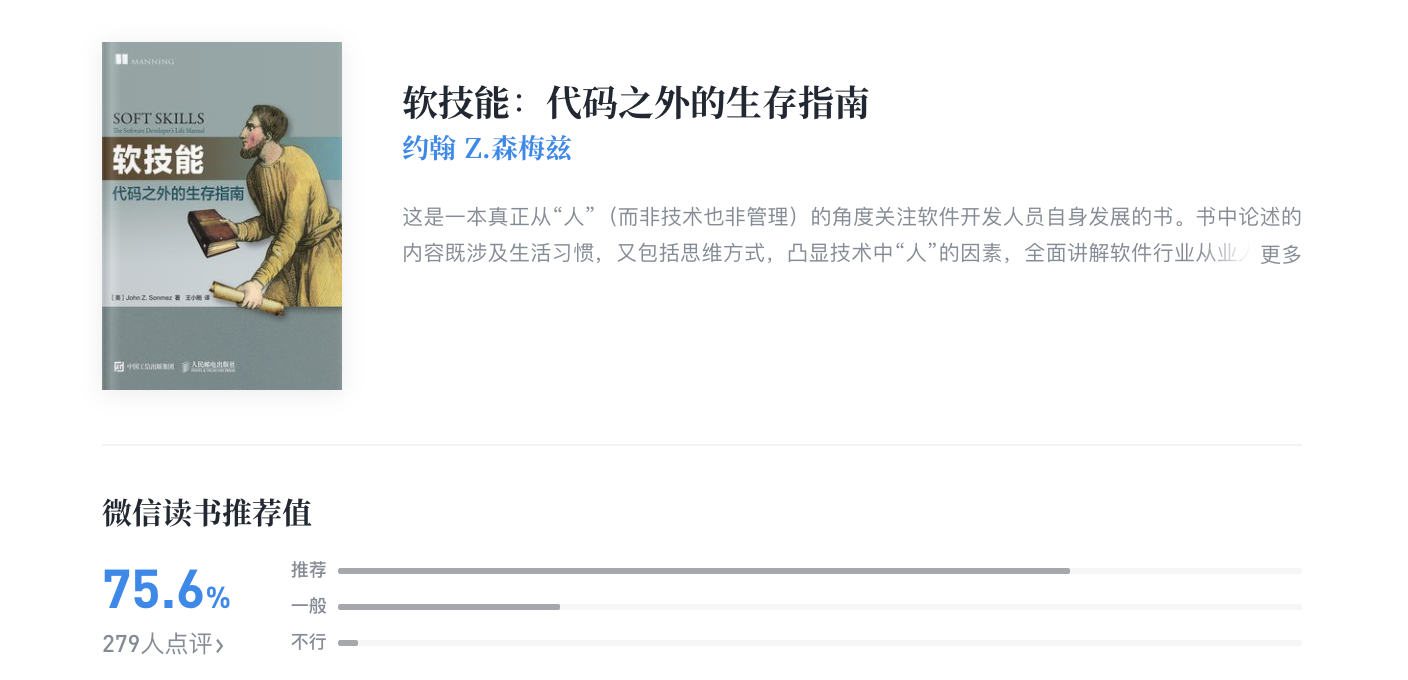 MANNING
SOFT SKILLS
The Software Developer's Life Manual
软技能
代码之外的生存指南
[美] John Z. Sonmez 著 王小刚 译
中国工信出版集团 人民邮电出版社
POSTS & TELECOM PRESS
软技能：代码之外的生存指南
约翰 Z.森梅兹
这是一本真正从“人”（而非技术也非管理）的角度关注软件开发人员自身发展的书。书中论述的
内容既涉及生活习惯，又包括思维方式，凸显技术中“人”的因素，全面讲解软件行业从业人 更多
微信读书推荐值
75.6%
279人点评›
推荐
一般
不行